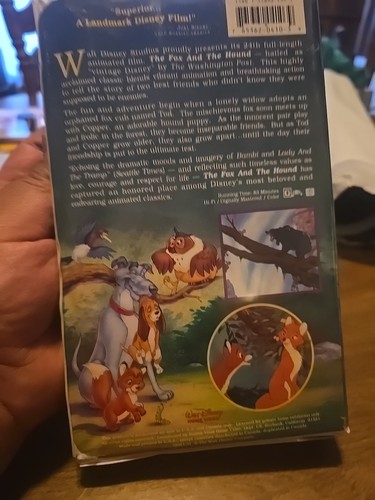 "Superior...
A Landmark Disney Film!"
Walt Disney Studios proudly presents its 24th full-length
animated film, The Fox And The Hound — hailed as
"vintage Disney" by The Washington Post. This highly
acclaimed classic blends vibrant animation and breathtaking action
to tell the story of two best friends who didn't know they were
supposed to be enemies.
The fun and adventure begin when a lonely widow adopts an
orphaned fox cub named Tod. The mischievous fox soon meets up
with Copper, an adorable hound puppy. As the innocent pair play
and frolic in the forest, they become inseparable friends. But as Tod
and Copper grow older, they also grow apart...until the day their
friendship is put to the ultimate test.
"Echoing the dramatic moods and imagery of Bambi and Lady And
The Tramp" (Seattle Times) — and reflecting such timeless values as
love, courage and respect for life — The Fox And The Hound has
captured an honored place among Disney's most beloved and
endearing animated classics.
Running Time: 83 Minutes
Hi-Fi / Digitally Mastered / Color
Walt Disney